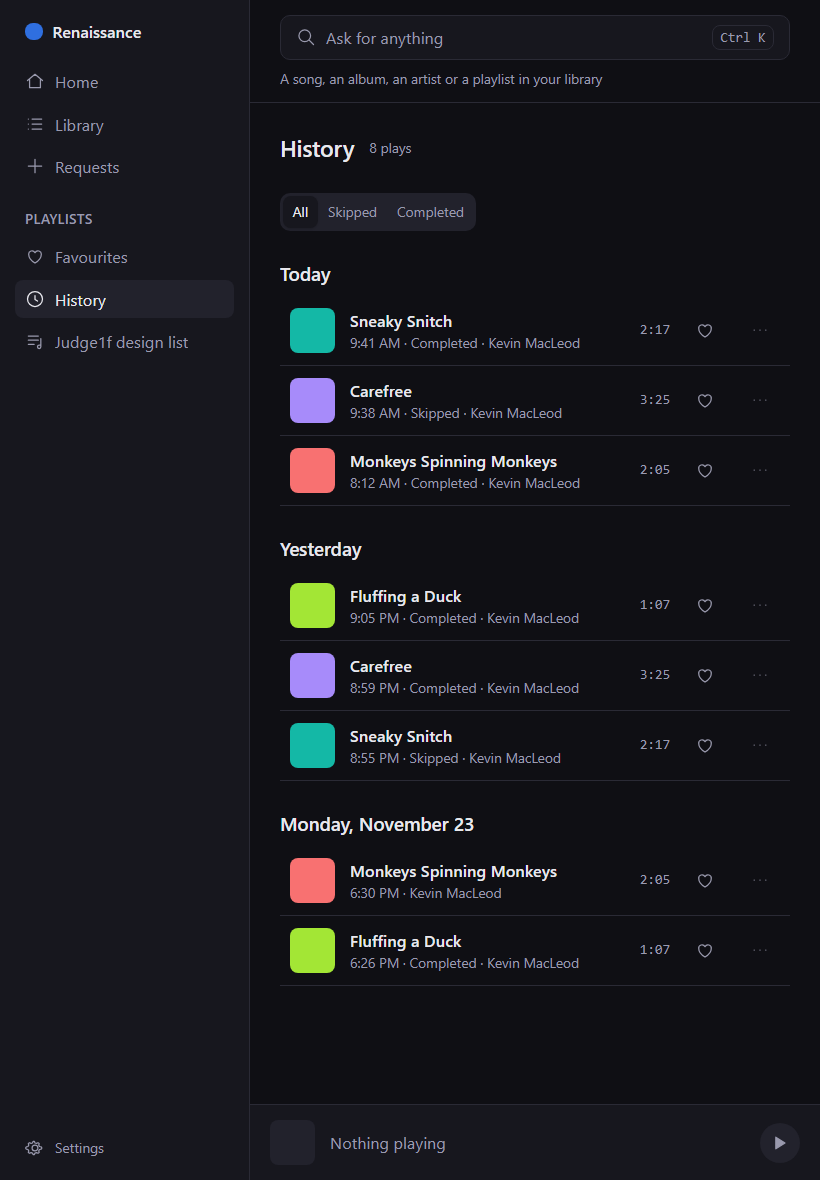 Renaissance
Home
Library
Requests
PLAYLISTS
Favourites
History
Judge1f design list
Settings
Ask for anything
Ctrl K
A song, an album, an artist or a playlist in your library
History 8 plays
All Skipped Completed
Today
Sneaky Snitch
9:41 AM · Completed · Kevin MacLeod
2:17
Carefree
9:38 AM · Skipped · Kevin MacLeod
3:25
Monkeys Spinning Monkeys
8:12 AM · Completed · Kevin MacLeod
2:05
Yesterday
Fluffing a Duck
9:05 PM · Completed · Kevin MacLeod
1:07
Carefree
8:59 PM · Completed · Kevin MacLeod
3:25
Sneaky Snitch
8:55 PM · Skipped · Kevin MacLeod
2:17
Monday, November 23
Monkeys Spinning Monkeys
6:30 PM · Kevin MacLeod
2:05
Fluffing a Duck
6:26 PM · Completed · Kevin MacLeod
1:07
Nothing playing